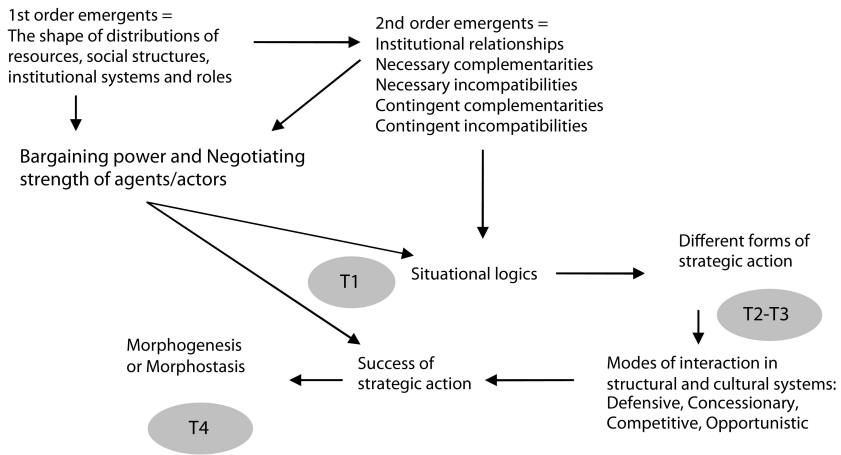 1st order emergents =
The shape of distributions of
resources, social structures,
institutional systems and roles
2nd order emergents =
Institutional relationships
Necessary complementarities
Necessary incompatibilities
Contingent complementarities
Contingent incompatibilities
Bargaining power and Negotiating
strength of agents/actors
Different forms of
strategic action
T1
Situational logics
T2-T3
Morphogenesis
or Morphostasis
Success of
strategic action
Modes of interaction in
structural and cultural systems:
Defensive, Concessionary,
Competitive, Opportunistic
T4